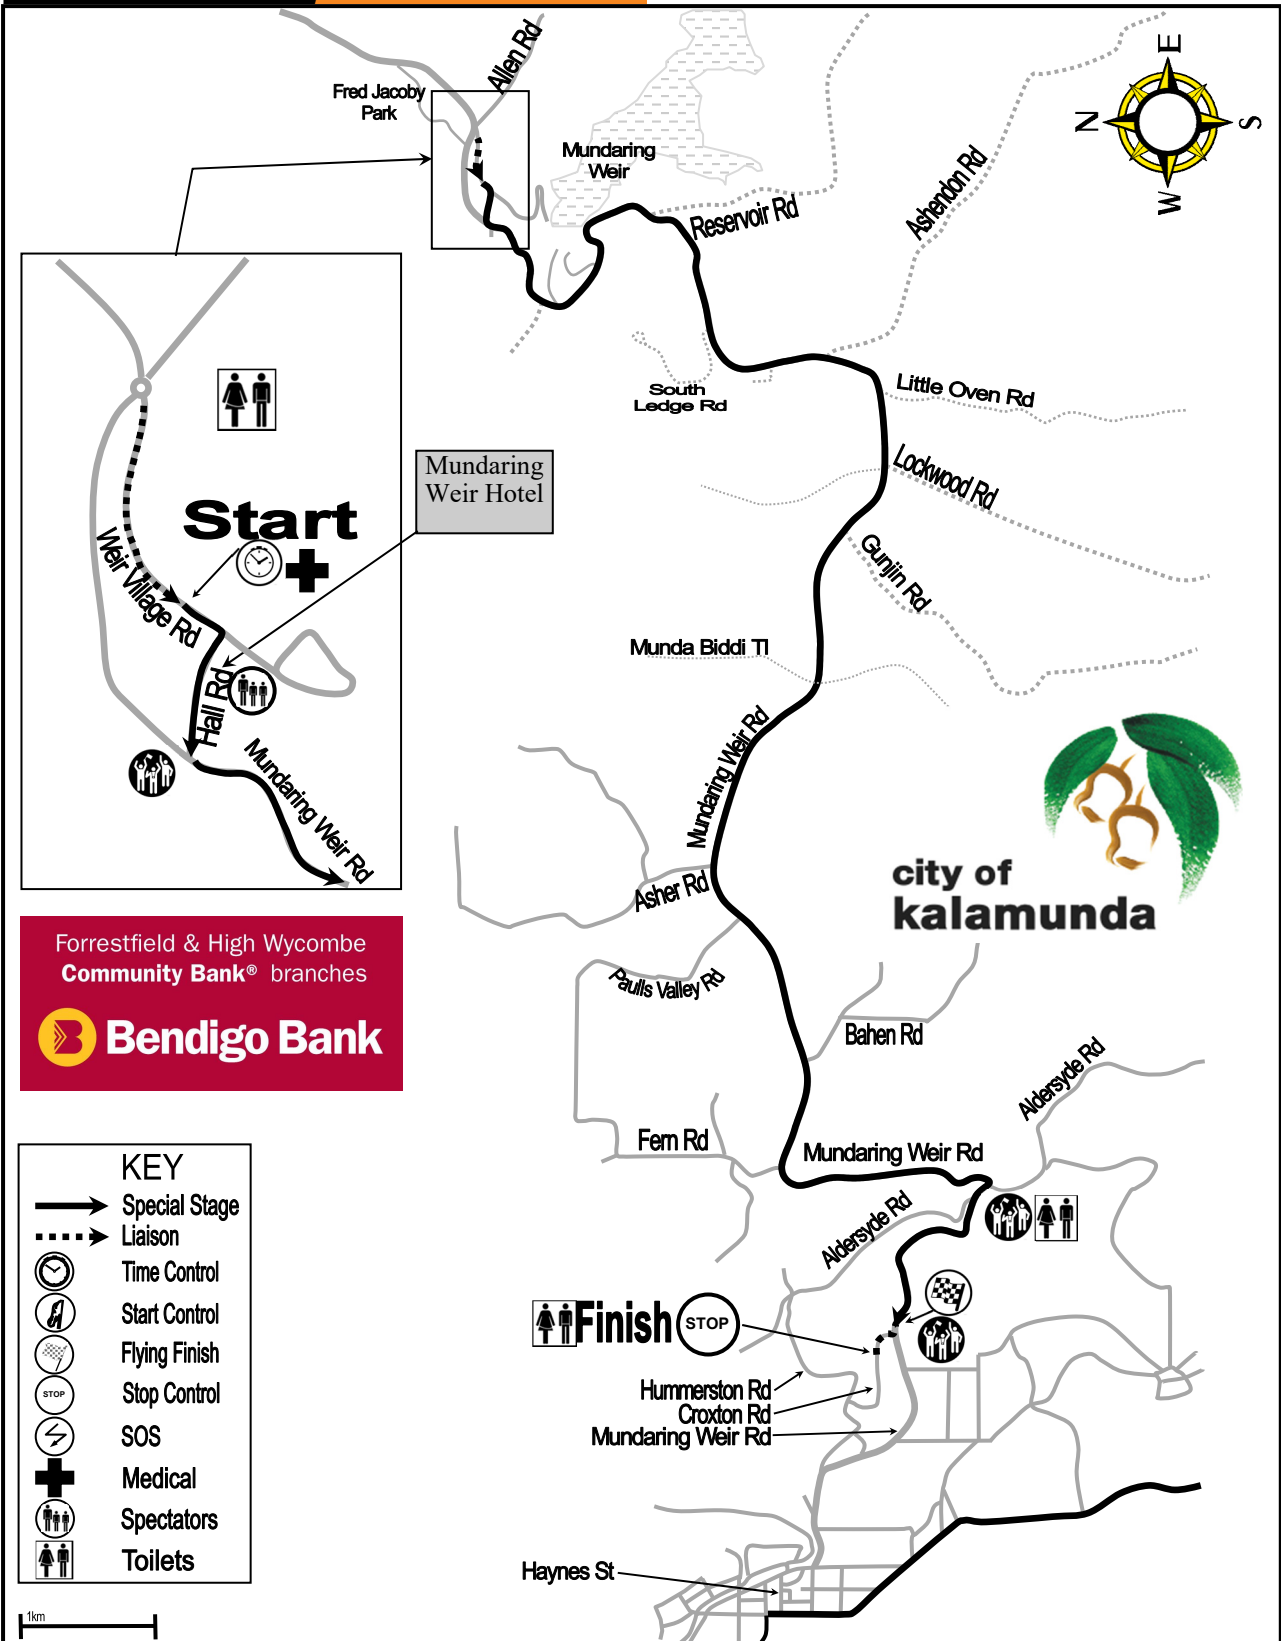 Allen Rd
Fred Jacoby
Park
Mundaring
Weir
Reservoir Rd
Ashendon Rd
E
N
S
W
South
Ledge Rd
Little Oven Rd
Lockwood Rd
Gunjin Rd
Munda Biddi Tl
Mundaring Weir Rd
Mundaring
Weir Hotel
Start
Weir Village Rd
Hall Rd
Mundaring Weir Rd
Asher Rd
Paulls Valley Rd
city of
kalamunda
Forrestfield & High Wycombe
Community Bank® branches
Bendigo Bank
Bahen Rd
Aldersyde Rd
Fern Rd
Mundaring Weir Rd
Aldersyde Rd
Finish
STOP
Hummerston Rd
Croxton Rd
Mundaring Weir Rd
Haynes St
KEY
Special Stage
Liaison
Time Control
Start Control
Flying Finish
STOP
Stop Control
SOS
Medical
Spectators
Toilets
1km